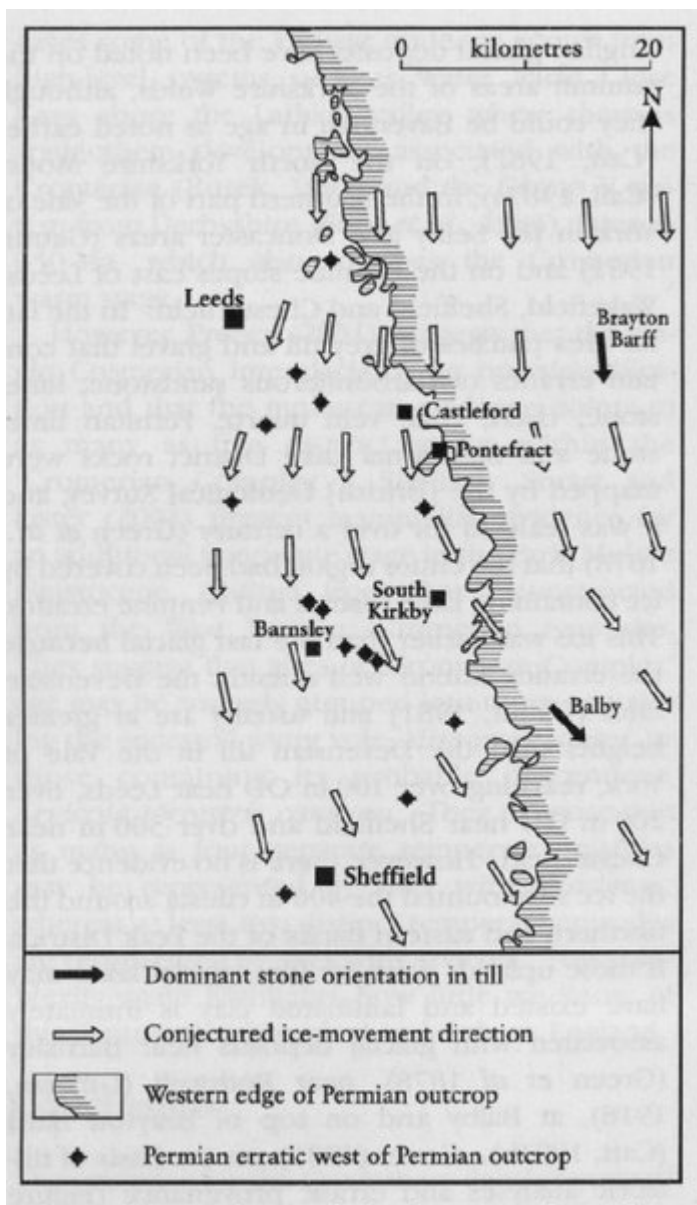 0 kilometres 20
N
Leeds
Brayton
Barff
Castleford
Pontefract
South
Kirkby
Barnsley
Balby
Sheffield
Dominant stone orientation in till
Conjectured ice-movement direction
Western edge of Permian outcrop
Permian erratic west of Permian outcrop